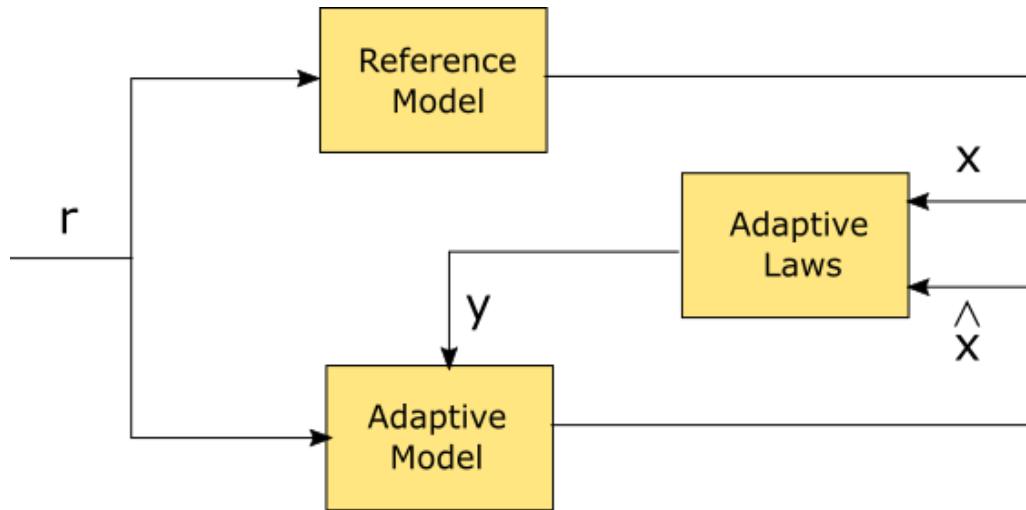 Reference
Model
r
x
Adaptive
Laws
y
x̂
Adaptive
Model